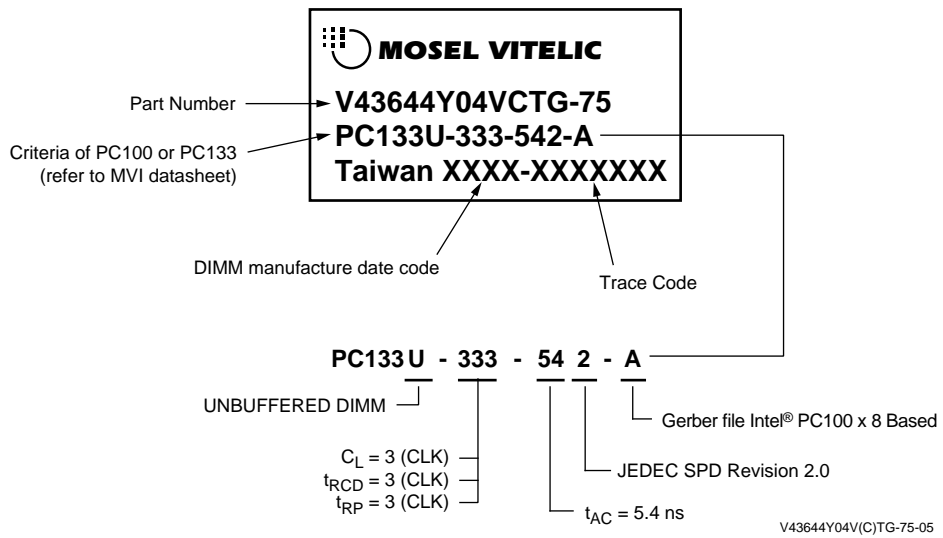 MOSEL VITELIC
Part Number
V43644Y04VCTG-75
PC133U-333-542-A
Criteria of PC100 or PC133
(refer to MVI datasheet)
Taiwan XXXX-XXXXXXX
DIMM manufacture date code
Trace Code
PC133 U - 333 - 54 2 - A
UNBUFFERED DIMM
Gerber file Intel® PC100 x 8 Based
CL = 3 (CLK)
tRCD = 3 (CLK)
tRP = 3 (CLK)
JEDEC SPD Revision 2.0
tAC = 5.4 ns
V43644Y04V(C)TG-75-05